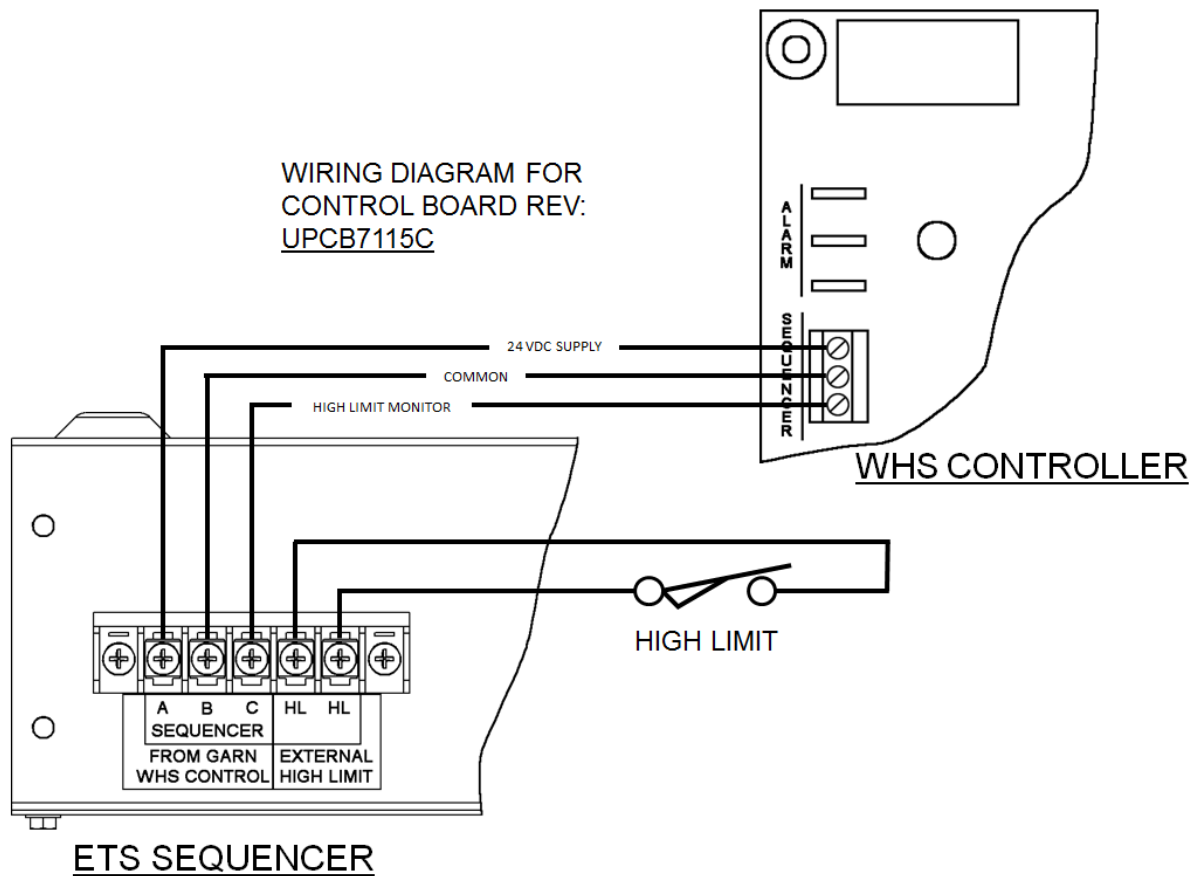 WIRING DIAGRAM FOR
CONTROL BOARD REV:
UPCB7115C
ALARM
SEQUENCER
24 VDC SUPPLY
COMMON
HIGH LIMIT MONITOR
WHS CONTROLLER
HIGH LIMIT
A B C HL HL
SEQUENCER
FROM GARN
WHS CONTROL
EXTERNAL
HIGH LIMIT
ETS SEQUENCER